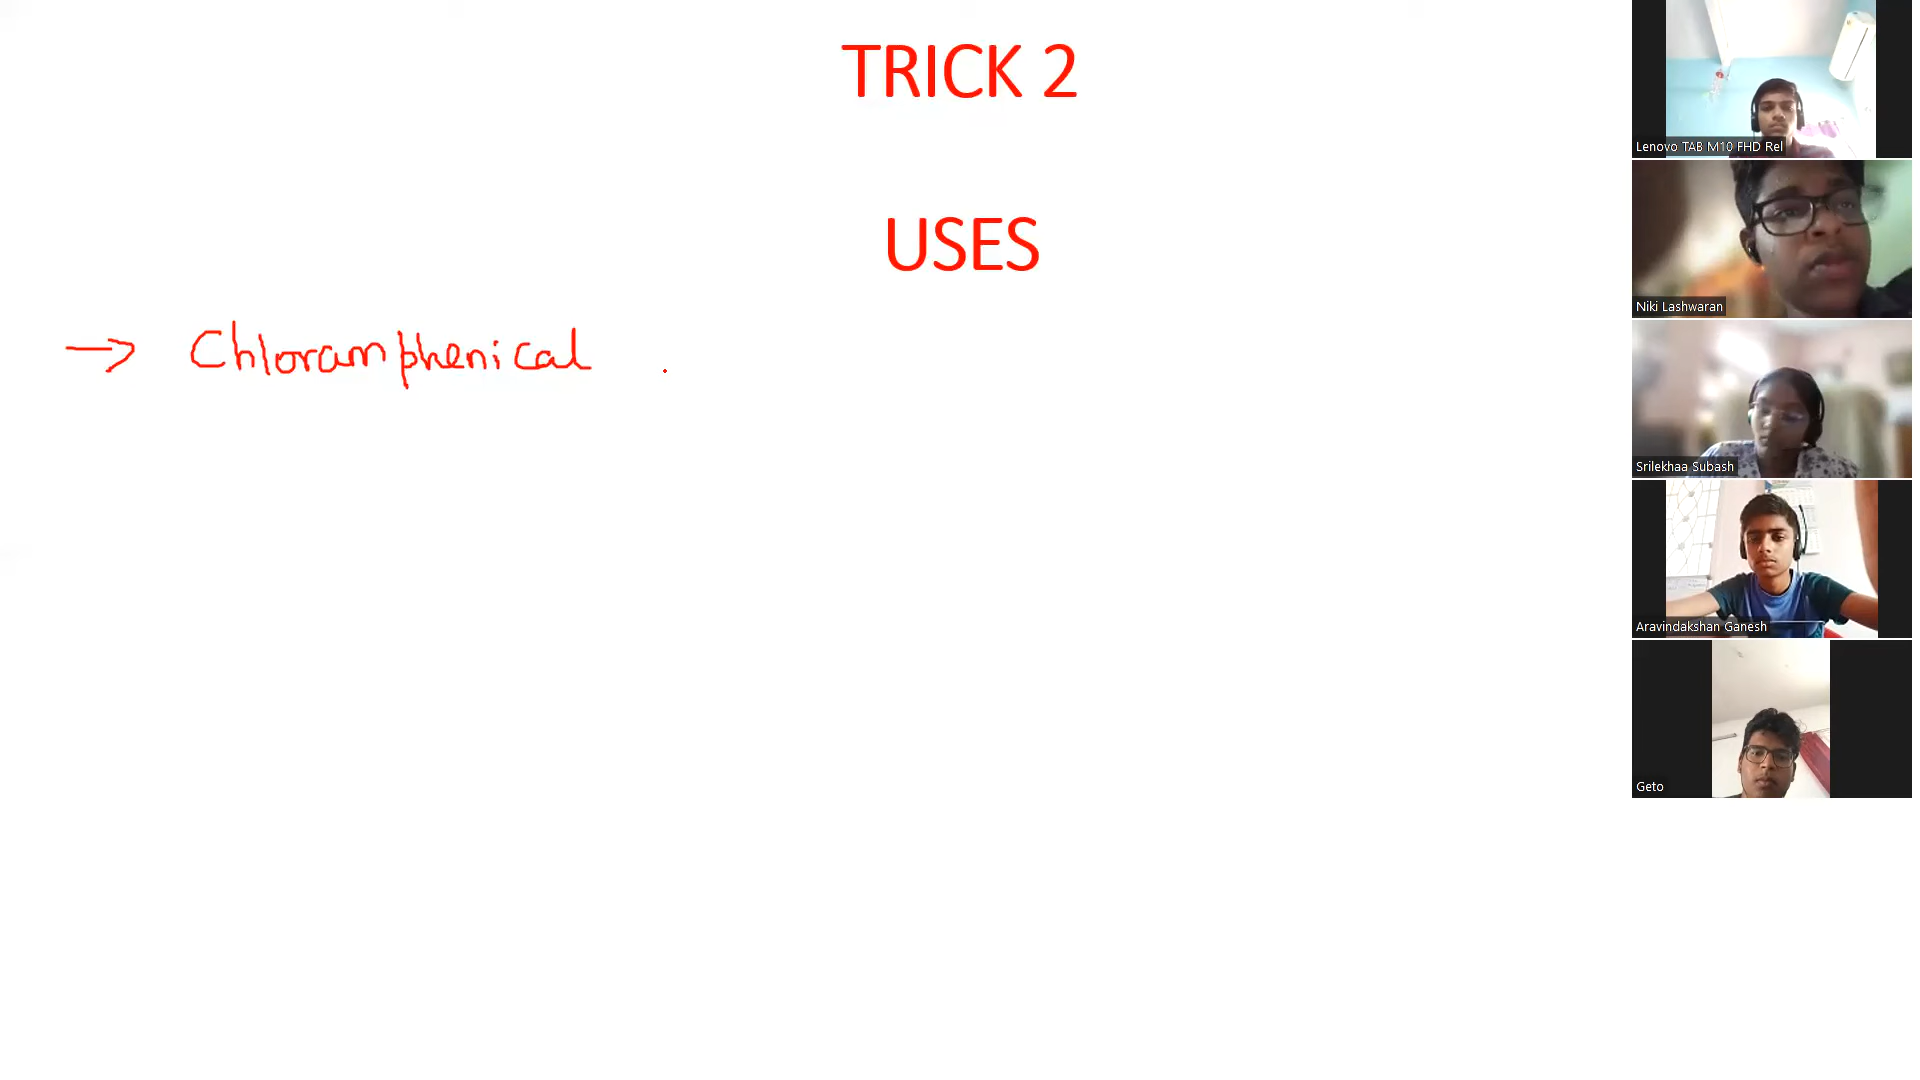 TRICK 2
USES
→ Chloramphenical
Lenovo TAB M10 FHD Rel
Niki Lashwaran
Srilekhaa Subash
Aravindakshan Ganesh
Geto